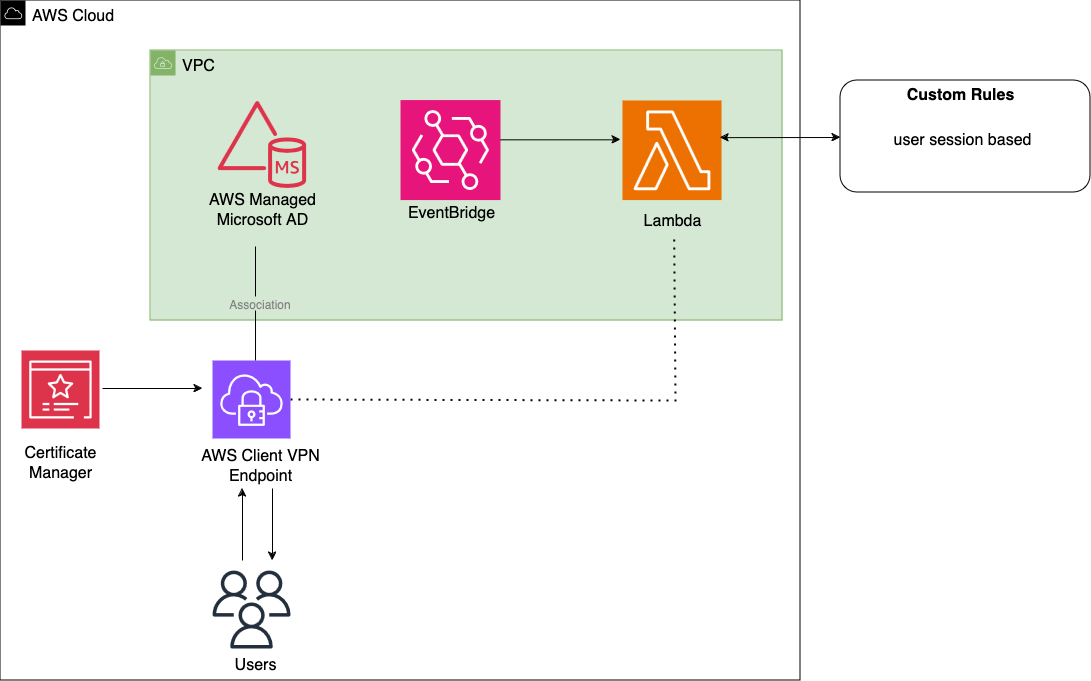 AWS Cloud
VPC
MS
AWS Managed
Microsoft AD
EventBridge
Lambda
Custom Rules
user session based
Association
Certificate
Manager
AWS Client VPN
Endpoint
Users